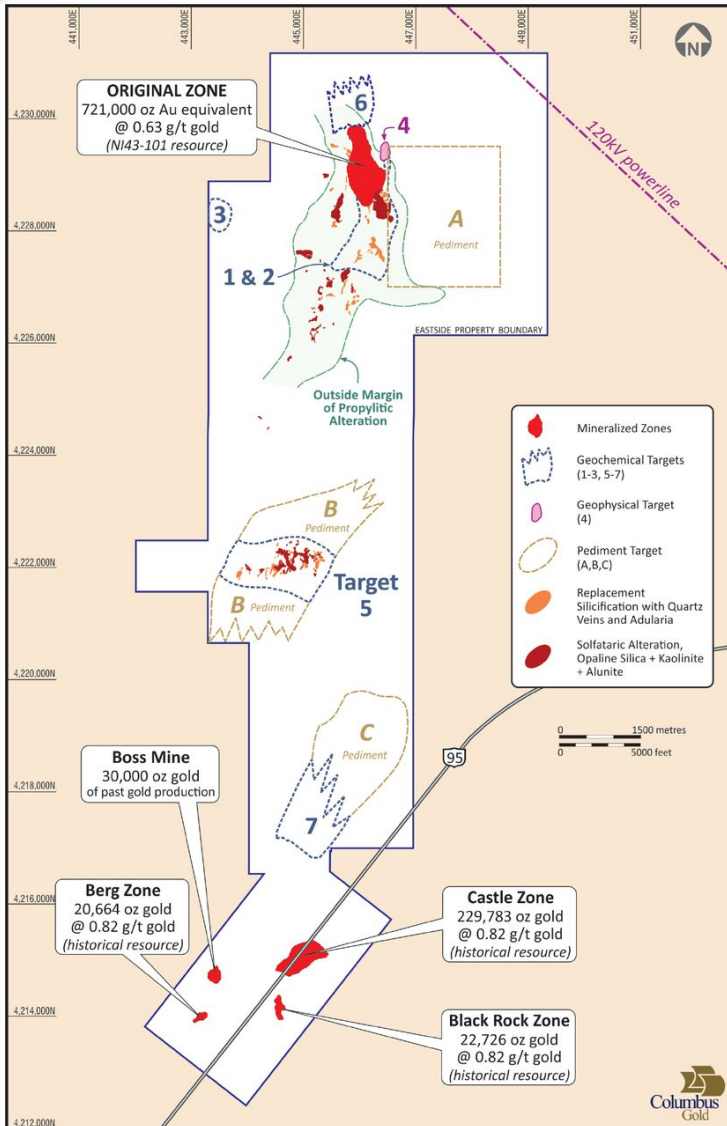 441,000E
443,000E
445,000E
447,000E
449,000E
451,000E
N
4,230,000N
4,228,000N
4,226,000N
4,224,000N
4,222,000N
4,220,000N
4,218,000N
4,216,000N
4,214,000N
4,212,000N
ORIGINAL ZONE
721,000 oz Au equivalent
@ 0.63 g/t gold
(NI43-101 resource)
6
4
120kV powerline
3
A
Pediment
1 & 2
EASTSIDE PROPERTY BOUNDARY
Outside Margin
of Propylitic
Alteration
B
Pediment
Target
5
B Pediment
C
Pediment
7
95
Mineralized Zones
Geochemical Targets
(1-3, 5-7)
Geophysical Target
(4)
Pediment Target
(A,B,C)
Replacement
Silicification with Quartz
Veins and Adularia
Solfataric Alteration,
Opaline Silica + Kaolinite
+ Alunite
0 1500 metres
0 5000 feet
Boss Mine
30,000 oz gold
of past gold production
Berg Zone
20,664 oz gold
@ 0.82 g/t gold
(historical resource)
Castle Zone
229,783 oz gold
@ 0.82 g/t gold
(historical resource)
Black Rock Zone
22,726 oz gold
@ 0.82 g/t gold
(historical resource)
Columbus
Gold